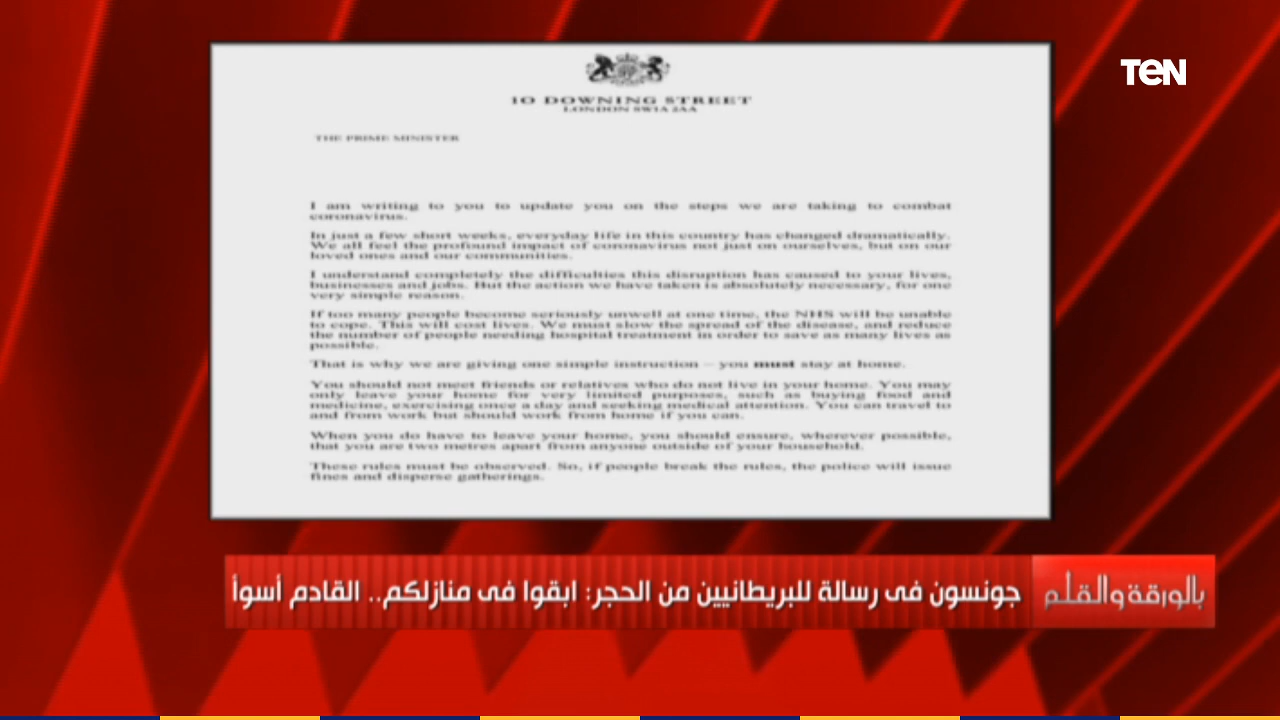 TEN
10 DOWNING STREET
LONDON SW1A 2AA
THE PRIME MINISTER
I am writing to you to update you on the steps we are taking to combat
coronavirus.
In just a few short weeks, everyday life in this country has changed dramatically.
We all feel the profound impact of coronavirus not just on ourselves, but on our
loved ones and our communities.
I understand completely the difficulties this disruption has caused to your lives,
businesses and jobs. But the action we have taken is absolutely necessary, for one
very simple reason.
If too many people become seriously unwell at one time, the NHS will be unable
to cope. This will cost lives. We must slow the spread of the disease, and reduce
the number of people needing hospital treatment in order to save as many lives as
possible.
That is why we are giving one simple instruction – you must stay at home.
You should not meet friends or relatives who do not live in your home. You may
only leave your home for very limited purposes, such as buying food and
medicine, exercising once a day and seeking medical attention. You can travel to
and from work but should work from home if you can.
When you do have to leave your home, you should ensure, wherever possible,
that you are two metres apart from anyone outside of your household.
These rules must be observed. So, if people break the rules, the police will issue
fines and disperse gatherings.
بالورقة والقلم
جونسون فى رسالة للبريطانيين من الحجر: ابقوا فى منازلكم.. القادم أسوأ